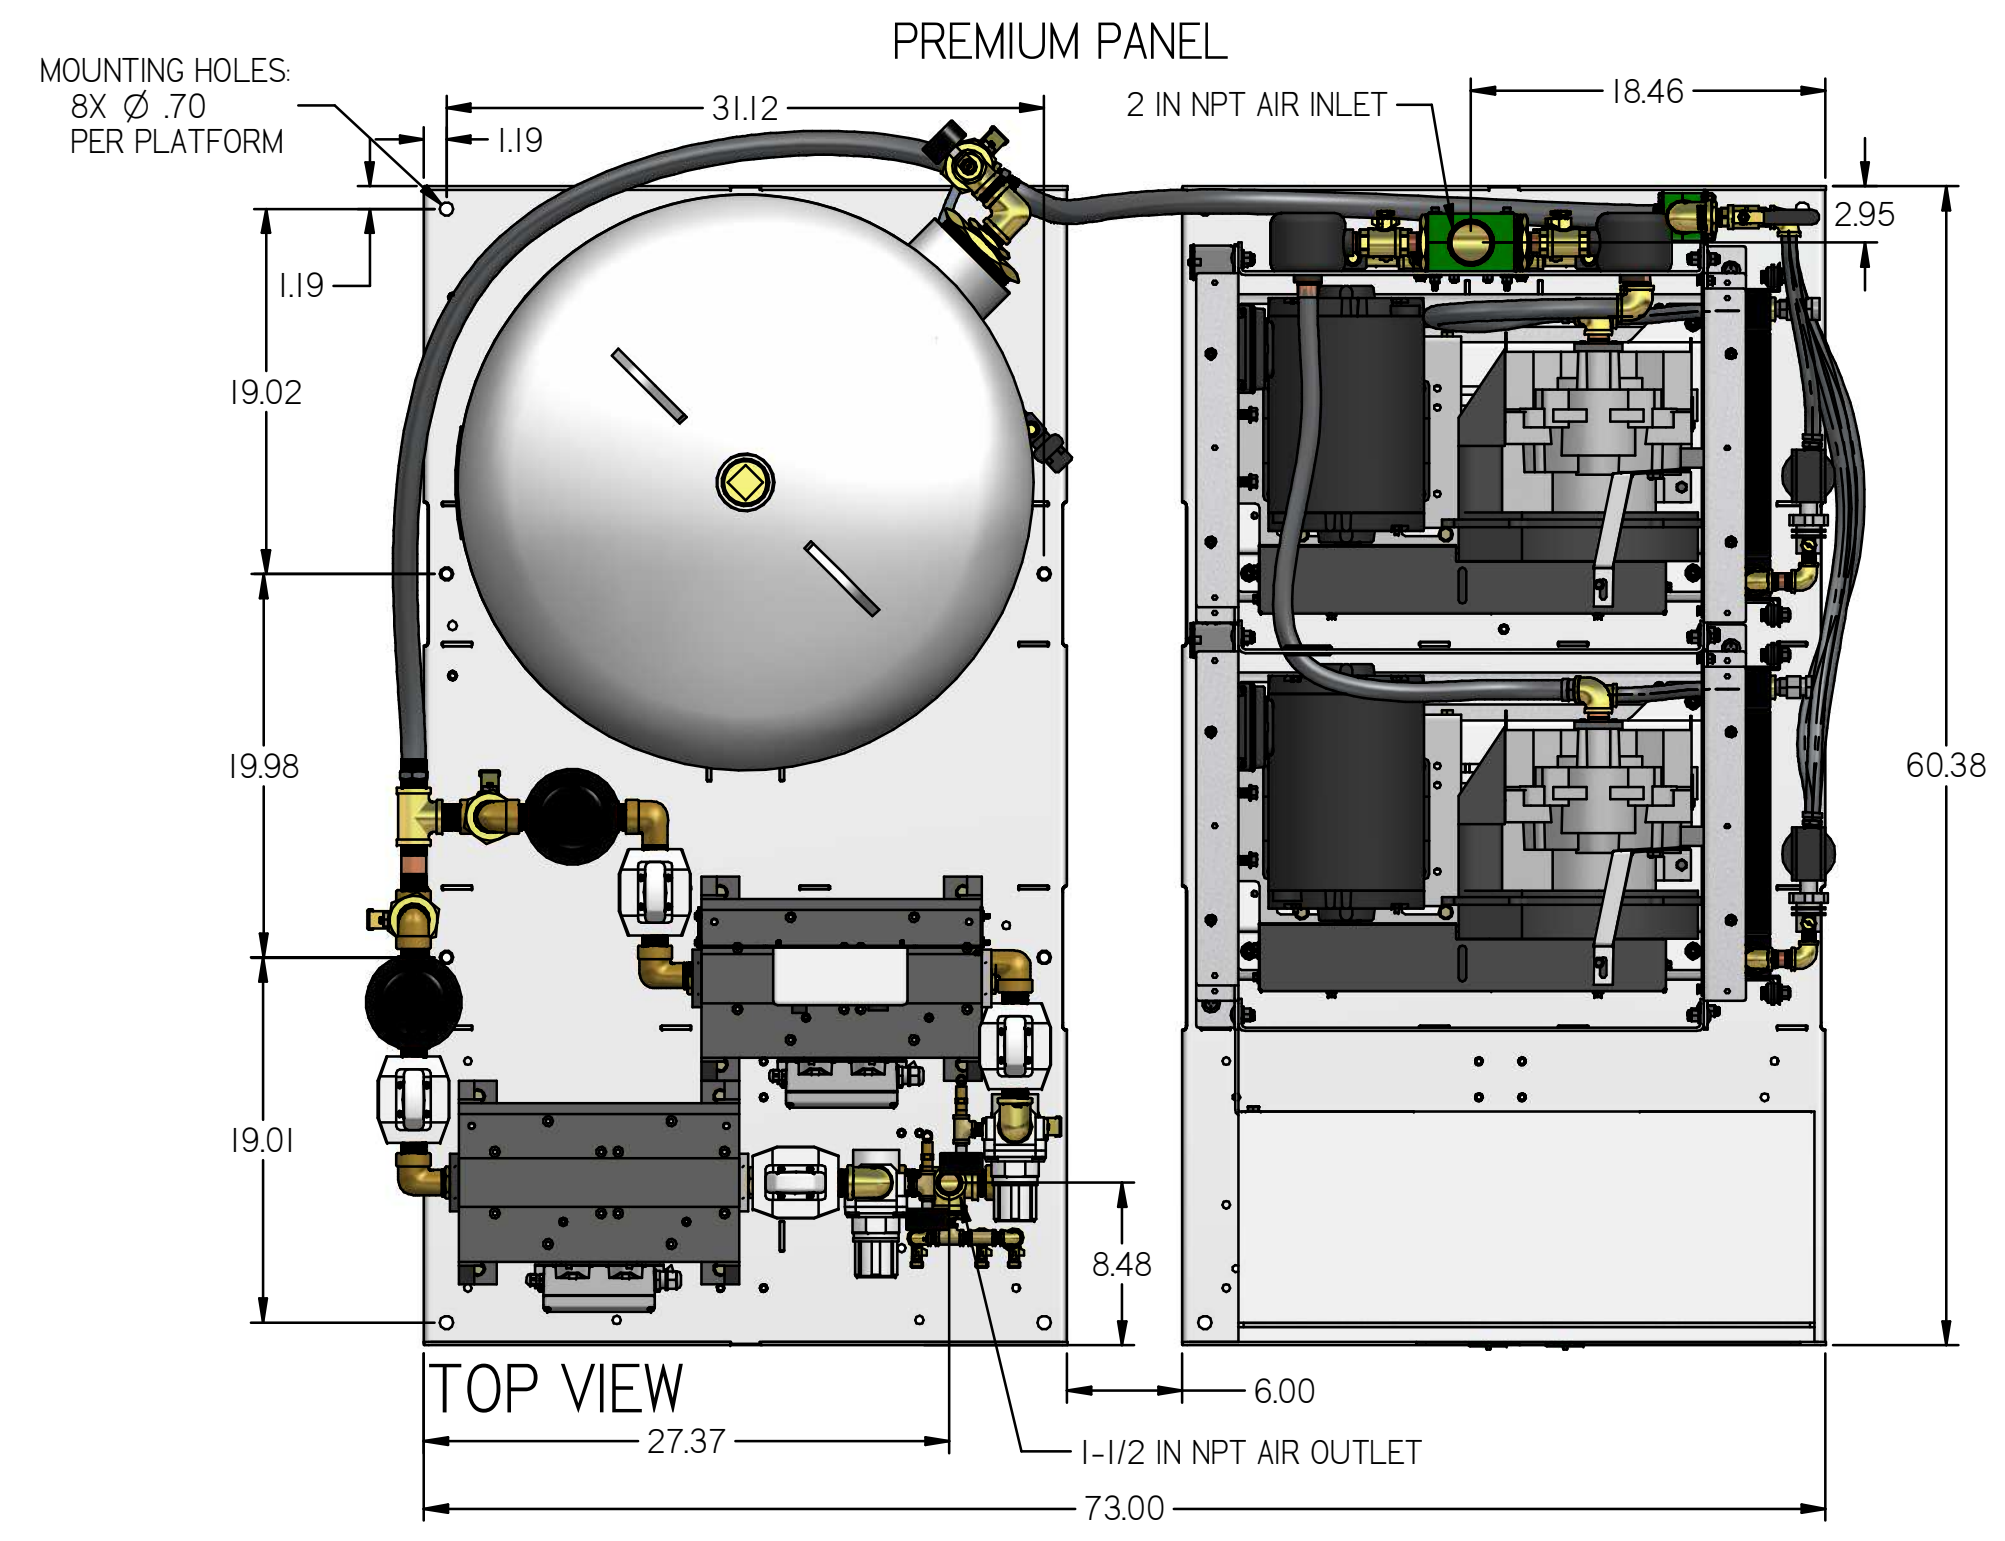 PREMIUM PANEL
MOUNTING HOLES:
8X Ø .70
PER PLATFORM
31.12
1.19
2 IN NPT AIR INLET
18.46
2.95
1.19
19.02
19.98
60.38
19.01
8.48
TOP VIEW
6.00
27.37
1-1/2 IN NPT AIR OUTLET
73.00